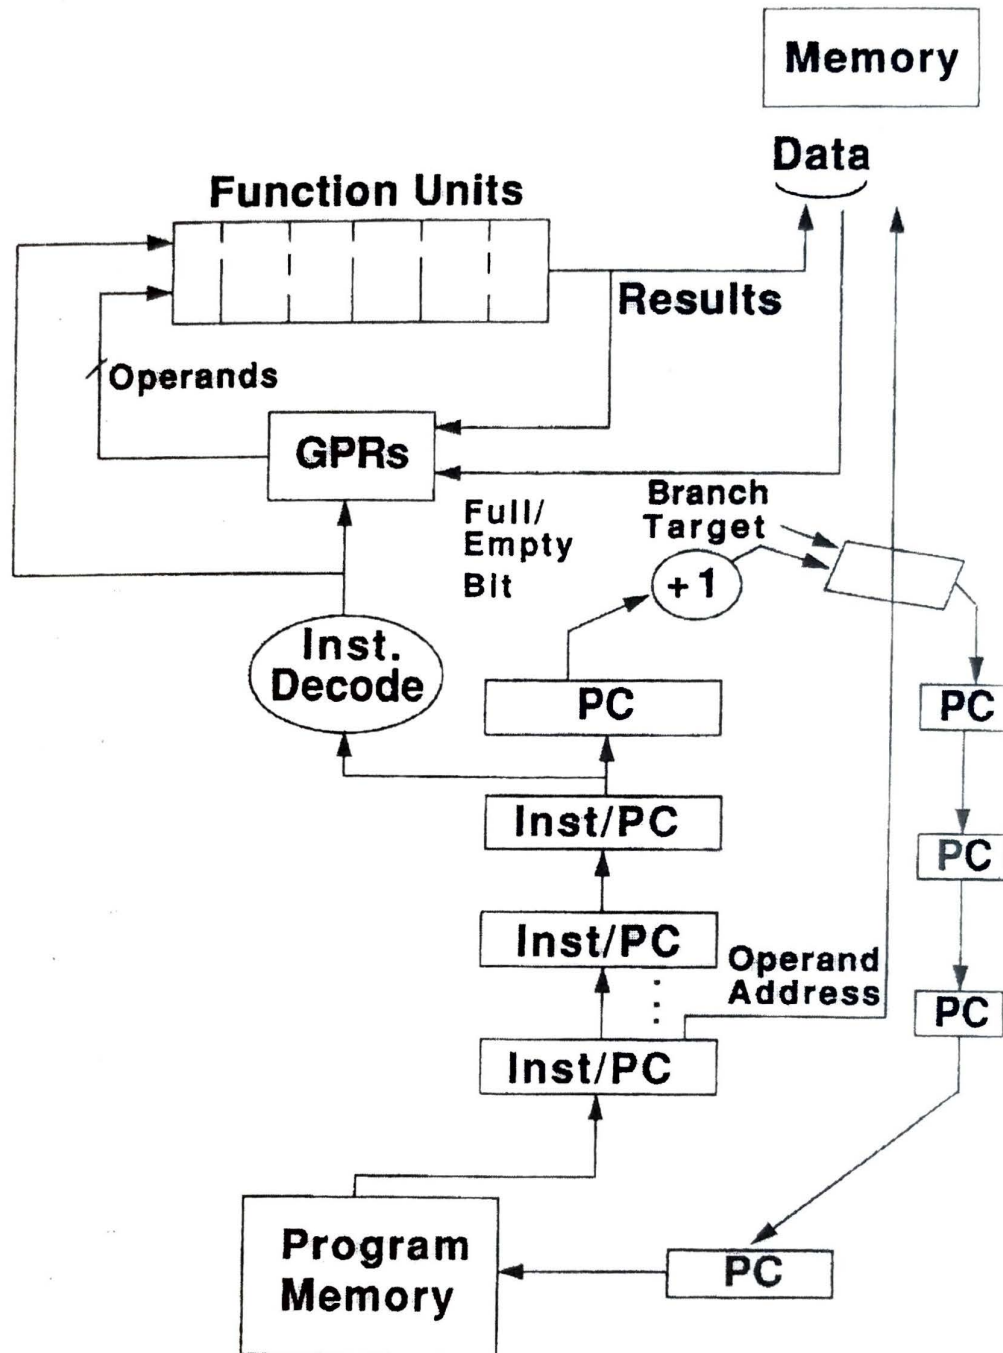 Memory
Data
Function Units
Results
Operands
GPRs
Full/
Empty
Bit
Branch
Target
+1
Inst.
Decode
PC
PC
Inst/PC
PC
Inst/PC
Operand
Address
PC
Inst/PC
Program
Memory
PC